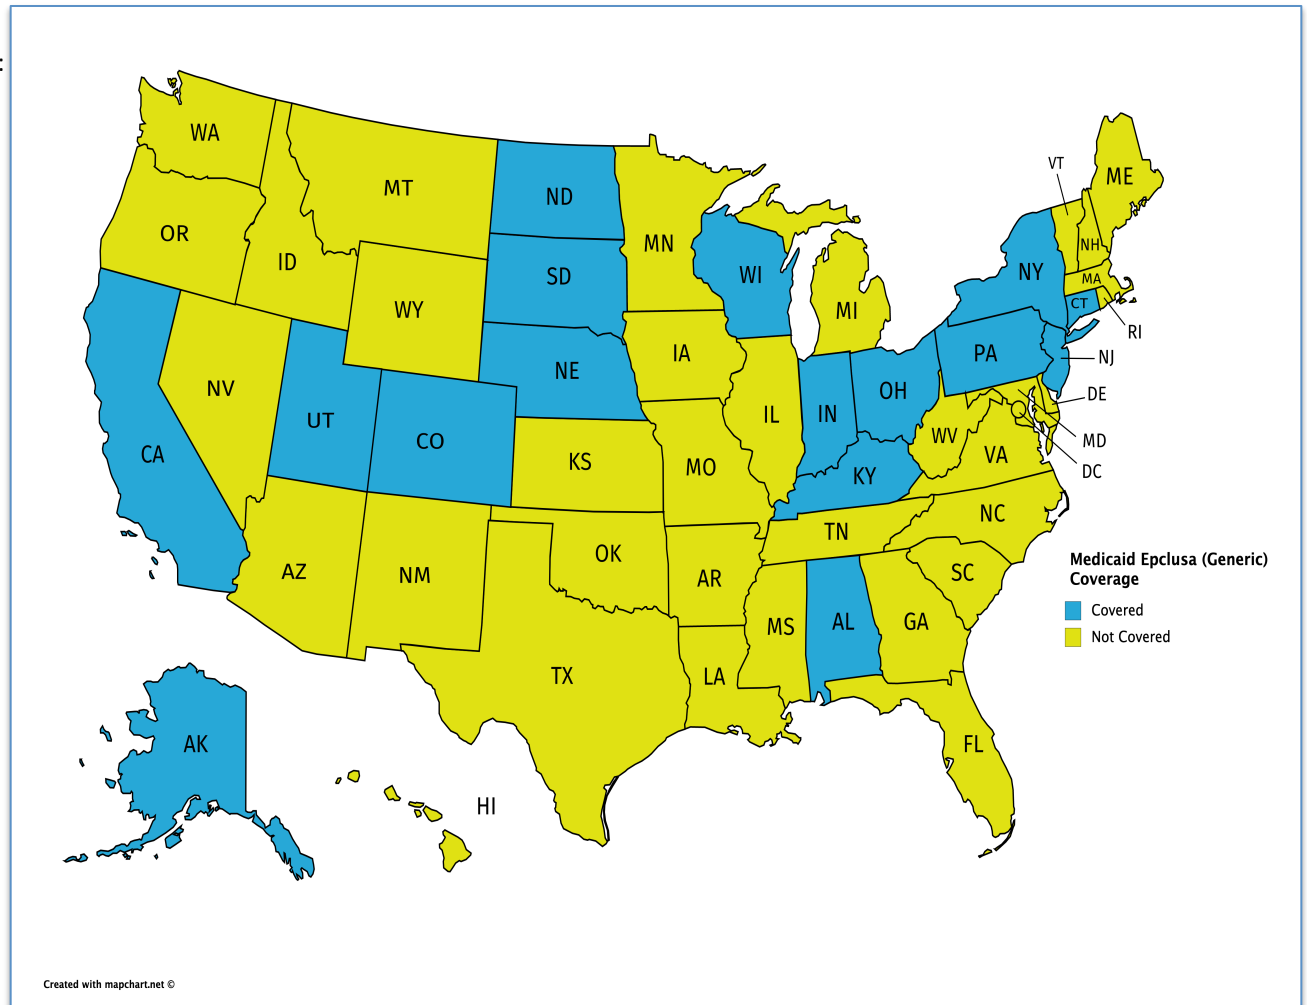 :
WA
VT
ME
MT
ND
OR
MN
NH
ID
SD
WI
NY
MA
WY
CT
MI
RI
IA
PA
NJ
NE
NV
OH
DE
UT
IL
IN
CO
WV
MD
CA
KS
MO
VA
DC
KY
NC
TN
OK
Medicaid Epclusa (Generic)
Coverage
AZ
NM
AR
SC
Covered
MS
AL
GA
Not Covered
TX
LA
AK
FL
HI
Created with mapchart.net ©